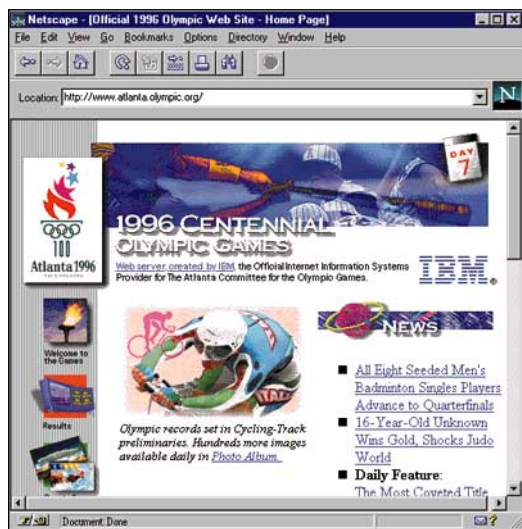 Netscape - [Official 1996 Olympic Web Site - Home Page]
File Edit View Go Bookmarks Options Directory Window Help
Location: http://www.atlanta.olympic.org/
N
DAY
7
1996 CENTENNIAL
OLYMPIC GAMES
100
Atlanta 1996
Web server, created by IBM, the Official Internet Information Systems
Provider for The Atlanta Committee for the Olympic Games.
IBM®
Welcome to
the Games
Results
ITALIA
Olympic records set in Cycling-Track
preliminaries. Hundreds more images
available daily in Photo Album.
NEWS
All Eight Seeded Men's
Badminton Singles Players
Advance to Quarterfinals
16-Year-Old Unknown
Wins Gold, Shocks Judo
World
Daily Feature:
The Most Coveted Title
Document: Done